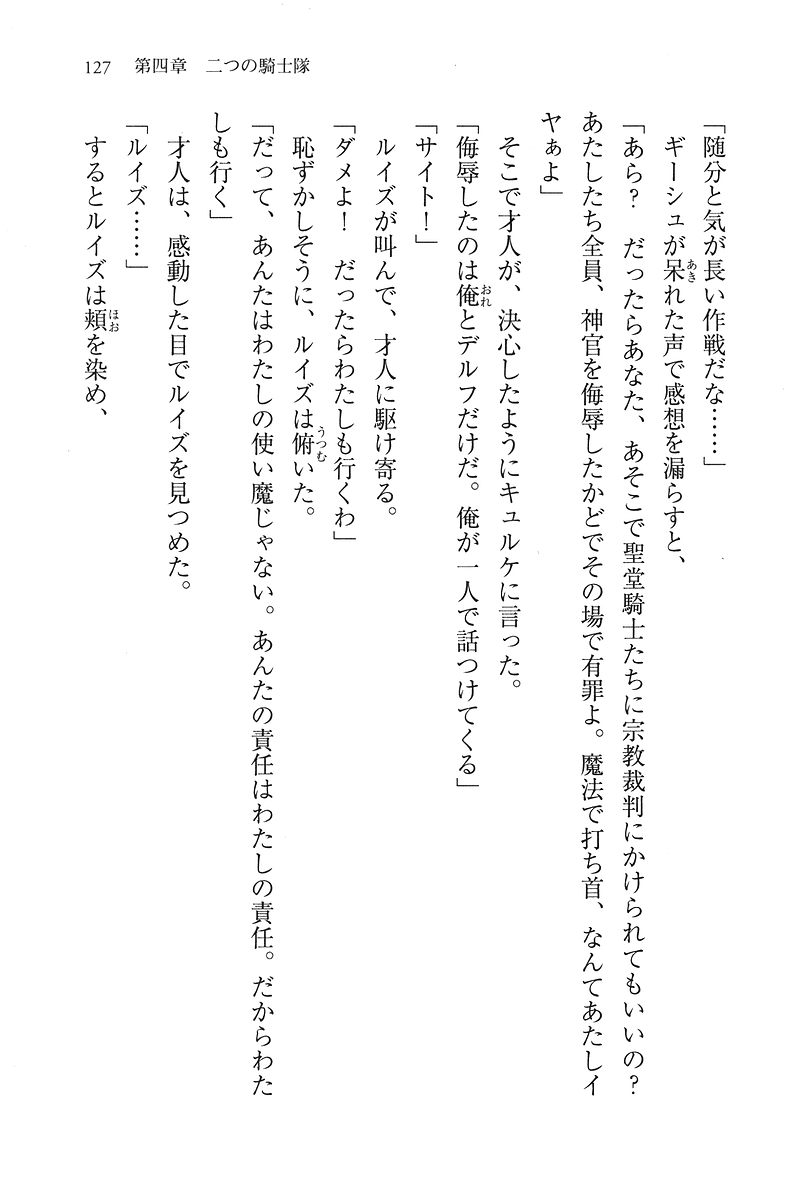 127　第四章　二つの騎士隊
「随分と気が長い作戦だな……」
　ギーシュが呆れた声で感想を漏らすと、
「あら？　だったらあなた、あそこで聖堂騎士たちに宗教裁判にかけられてもいいの？
あたしたち全員、神官を侮辱したかどでその場で有罪よ。魔法で打ち首、なんてあたしイ
ヤぁよ」
　そこで才人が、決心したようにキュルケに言った。
「侮辱したのは俺とデルフだけだ。俺が一人で話つけてくる」
「サイト！」
　ルイズが叫んで、才人に駆け寄る。
「ダメよ！　だったらわたしも行くわ」
　恥ずかしそうに、ルイズは俯いた。
「だって、あんたはわたしの使い魔じゃない。あんたの責任はわたしの責任。だからわた
しも行く」
　才人は、感動した目でルイズを見つめた。
「ルイズ……」
　するとルイズは頬を染め、